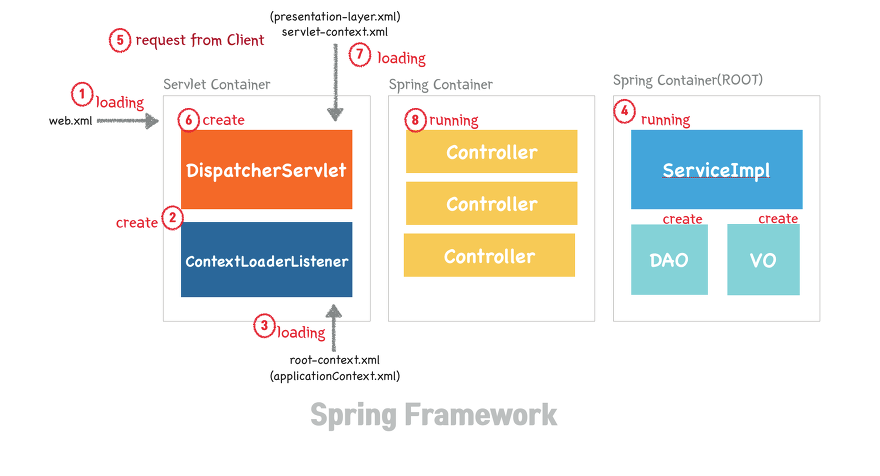 (presentation-layer.xml)
servlet-context.xml
5 request from Client
7 loading
Servlet Container
Spring Container
Spring Container(ROOT)
1 loading
web.xml
6 create
DispatcherServlet
create 2
ContextLoaderListener
8 running
Controller
Controller
Controller
4 running
ServiceImpl
create
create
DAO
VO
3 loading
root-context.xml
(applicationContext.xml)
Spring Framework